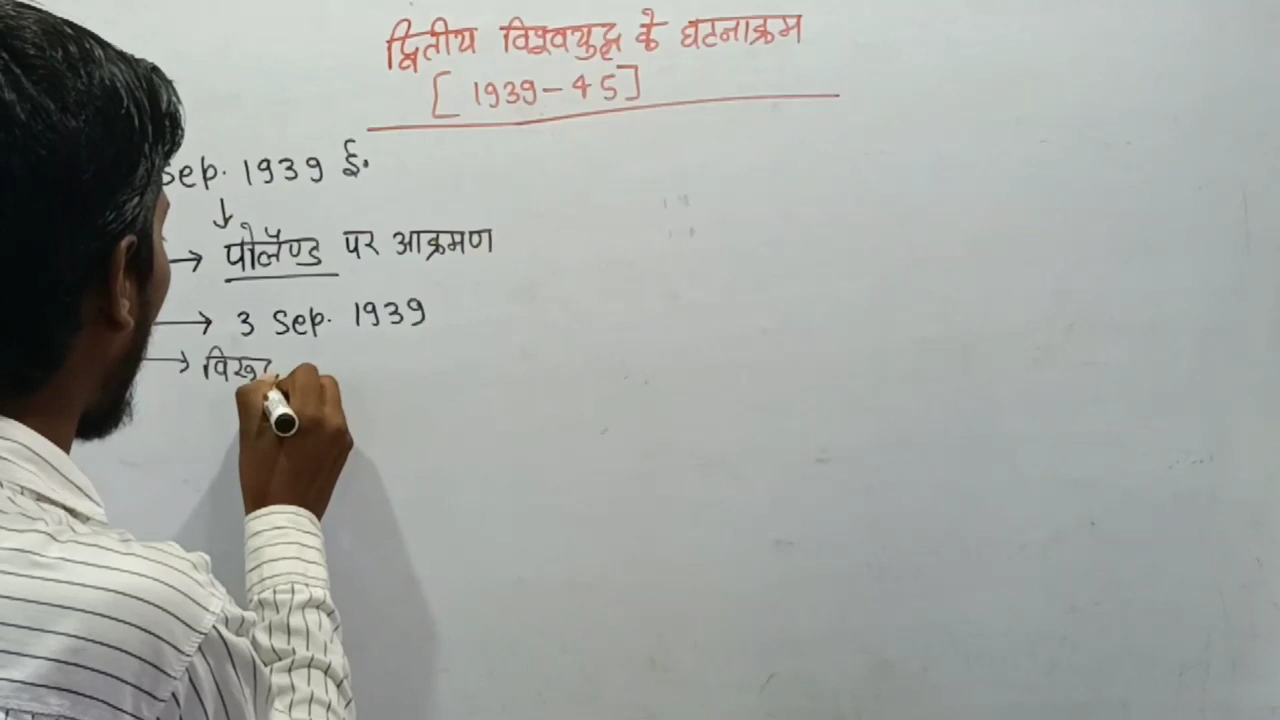 द्वितीय विश्वयुद्ध के घटनाक्रम
[1939-45]
Sep. 1939 ई.
↓
→ पोलैण्ड पर आक्रमण
→ 3 Sep. 1939
→